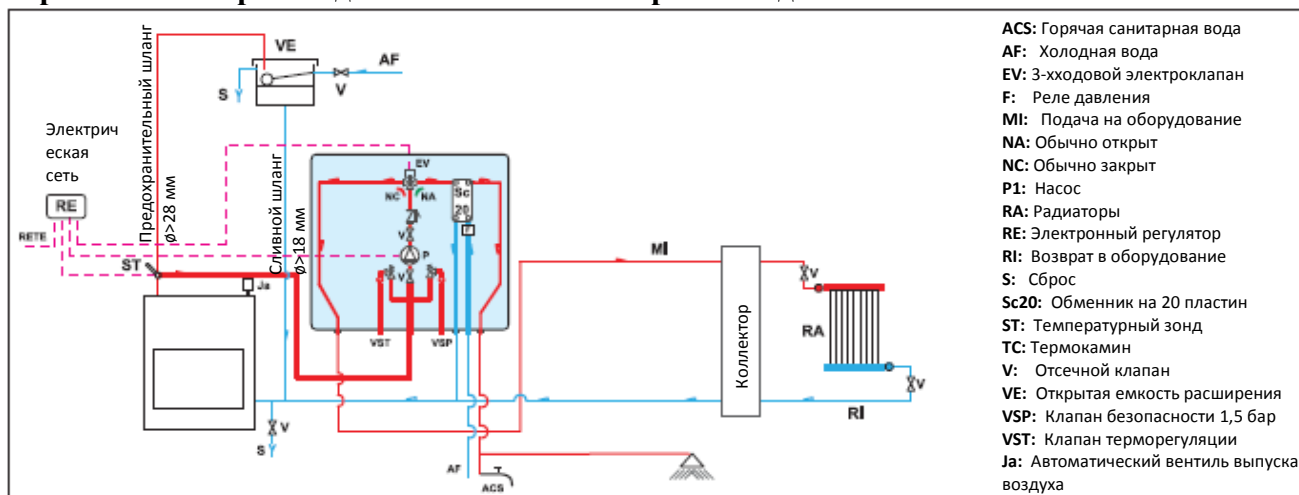 VE
AF
S
V
Предохранительный шланг
ø>28 мм
Сливной шланг
ø>18 мм
Электрич
еская
сеть
RE
RETE
ST
Ja
EV
NC
NA
Sc
20
F
V
P
V
VST
VSP
MI
V
Коллектор
RA
V
RI
V
S
AF
ACS
ACS: Горячая санитарная вода
AF: Холодная вода
EV: 3-хходовой электроклапан
F: Реле давления
MI: Подача на оборудование
NA: Обычно открыт
NC: Обычно закрыт
P1: Насос
RA: Радиаторы
RE: Электронный регулятор
RI: Возврат в оборудование
S: Сброс
Sc20: Обменник на 20 пластин
ST: Температурный зонд
TC: Термокамин
V: Отсечной клапан
VE: Открытая емкость расширения
VSP: Клапан безопасности 1,5 бар
VST: Клапан терморегуляции
Ja: Автоматический вентиль выпуска
воздуха